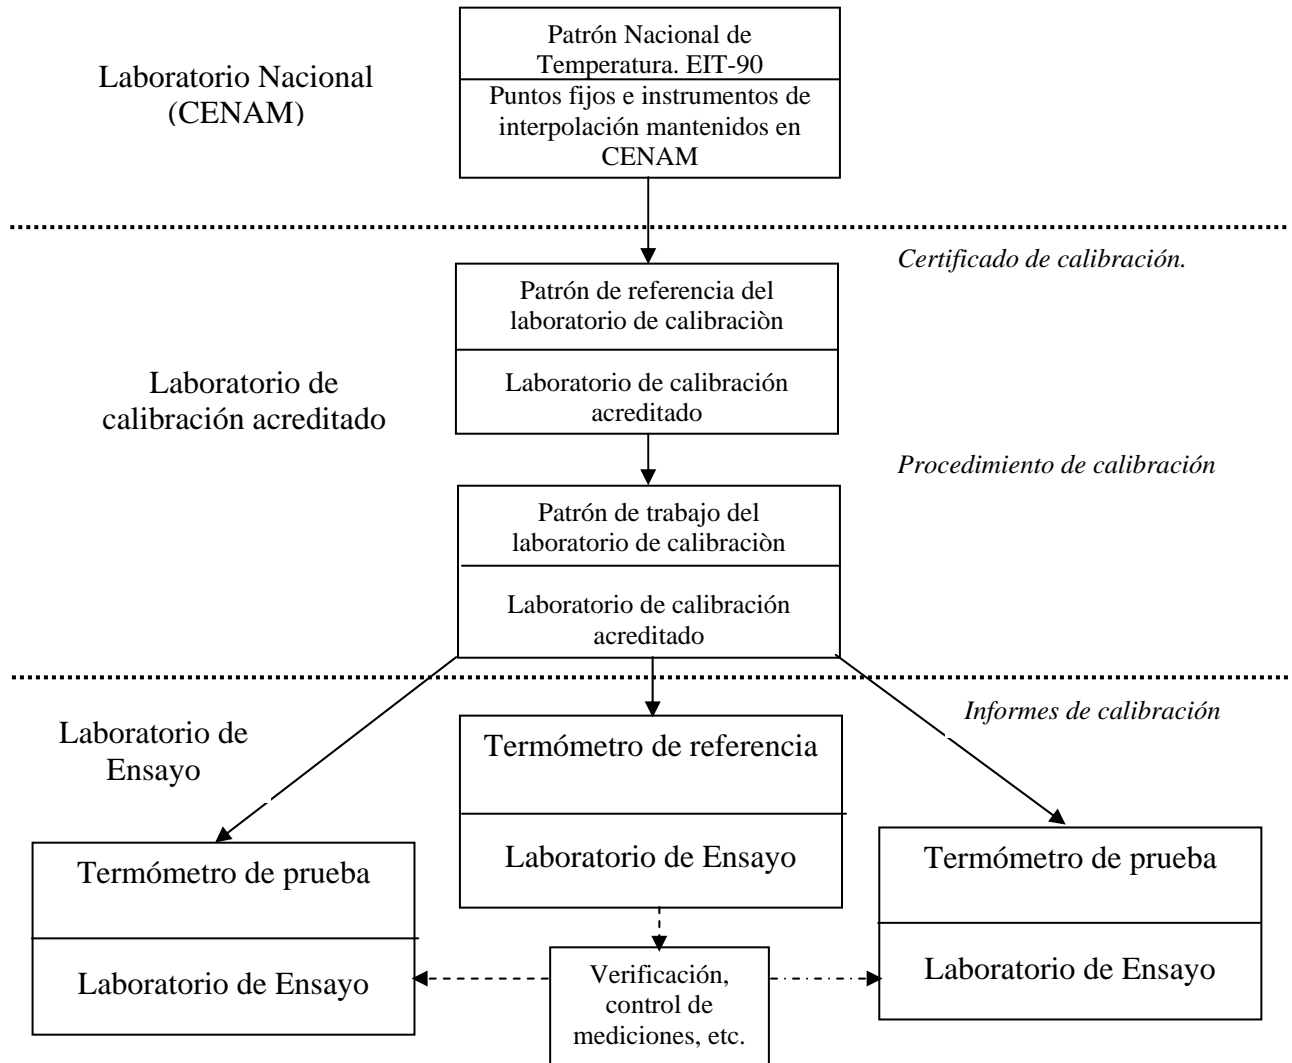 Laboratorio Nacional
(CENAM)
Patrón Nacional de
Temperatura. EIT-90
Puntos fijos e instrumentos de
interpolación mantenidos en
CENAM
Certificado de calibración.
Patrón de referencia del
laboratorio de calibraciòn
Laboratorio de calibración
acreditado
Laboratorio de
calibración acreditado
Procedimiento de calibración
Patrón de trabajo del
laboratorio de calibraciòn
Laboratorio de calibración
acreditado
Informes de calibración
Laboratorio de
Ensayo
Termómetro de referencia
Laboratorio de Ensayo
Termómetro de prueba
Laboratorio de Ensayo
Termómetro de prueba
Laboratorio de Ensayo
Verificación,
control de
mediciones, etc.